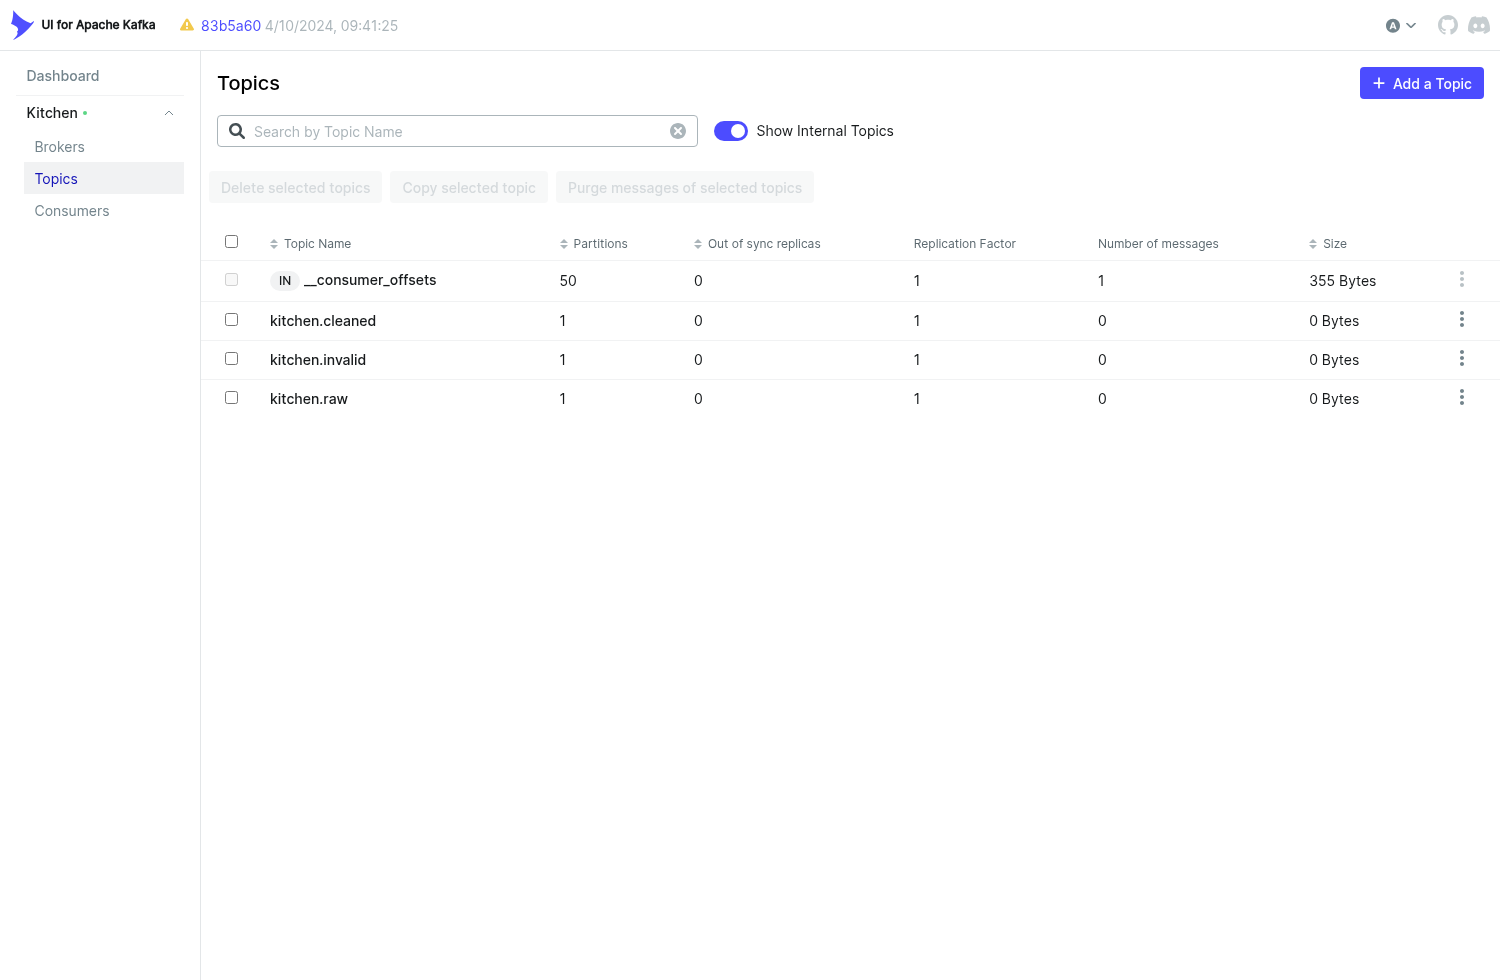 UI for Apache Kafka 83b5a60 4/10/2024, 09:41:25 A
Dashboard
Kitchen
Brokers
Topics
Consumers
Topics
Add a Topic
Search by Topic Name
Show Internal Topics
Delete selected topics Copy selected topic Purge messages of selected topics
Topic Name Partitions Out of sync replicas Replication Factor Number of messages Size
IN __consumer_offsets 50 0 1 1 355 Bytes
kitchen.cleaned 1 0 1 0 0 Bytes
kitchen.invalid 1 0 1 0 0 Bytes
kitchen.raw 1 0 1 0 0 Bytes